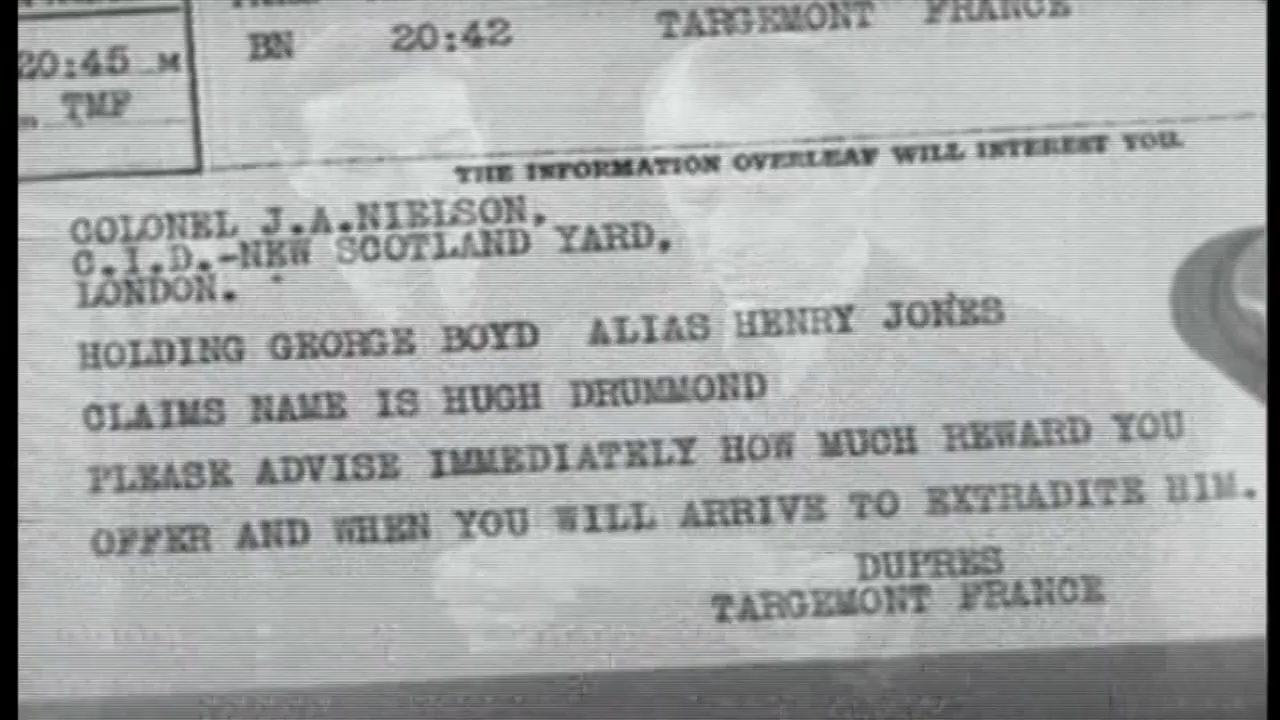 BN 20:42 TARGEMONT FRANCE
20:45 M
TMP
THE INFORMATION OVERLEAF WILL INTEREST YOU.
COLONEL J.A.NIELSON,
C.I.D.-NEW SCOTLAND YARD,
LONDON.
HOLDING GEORGE BOYD ALIAS HENRY JONES
CLAIMS NAME IS HUGH DRUMMOND
PLEASE ADVISE IMMEDIATELY HOW MUCH REWARD YOU
OFFER AND WHEN YOU WILL ARRIVE TO EXTRADITE HIM.
DUPRES
TARGEMONT FRANCE